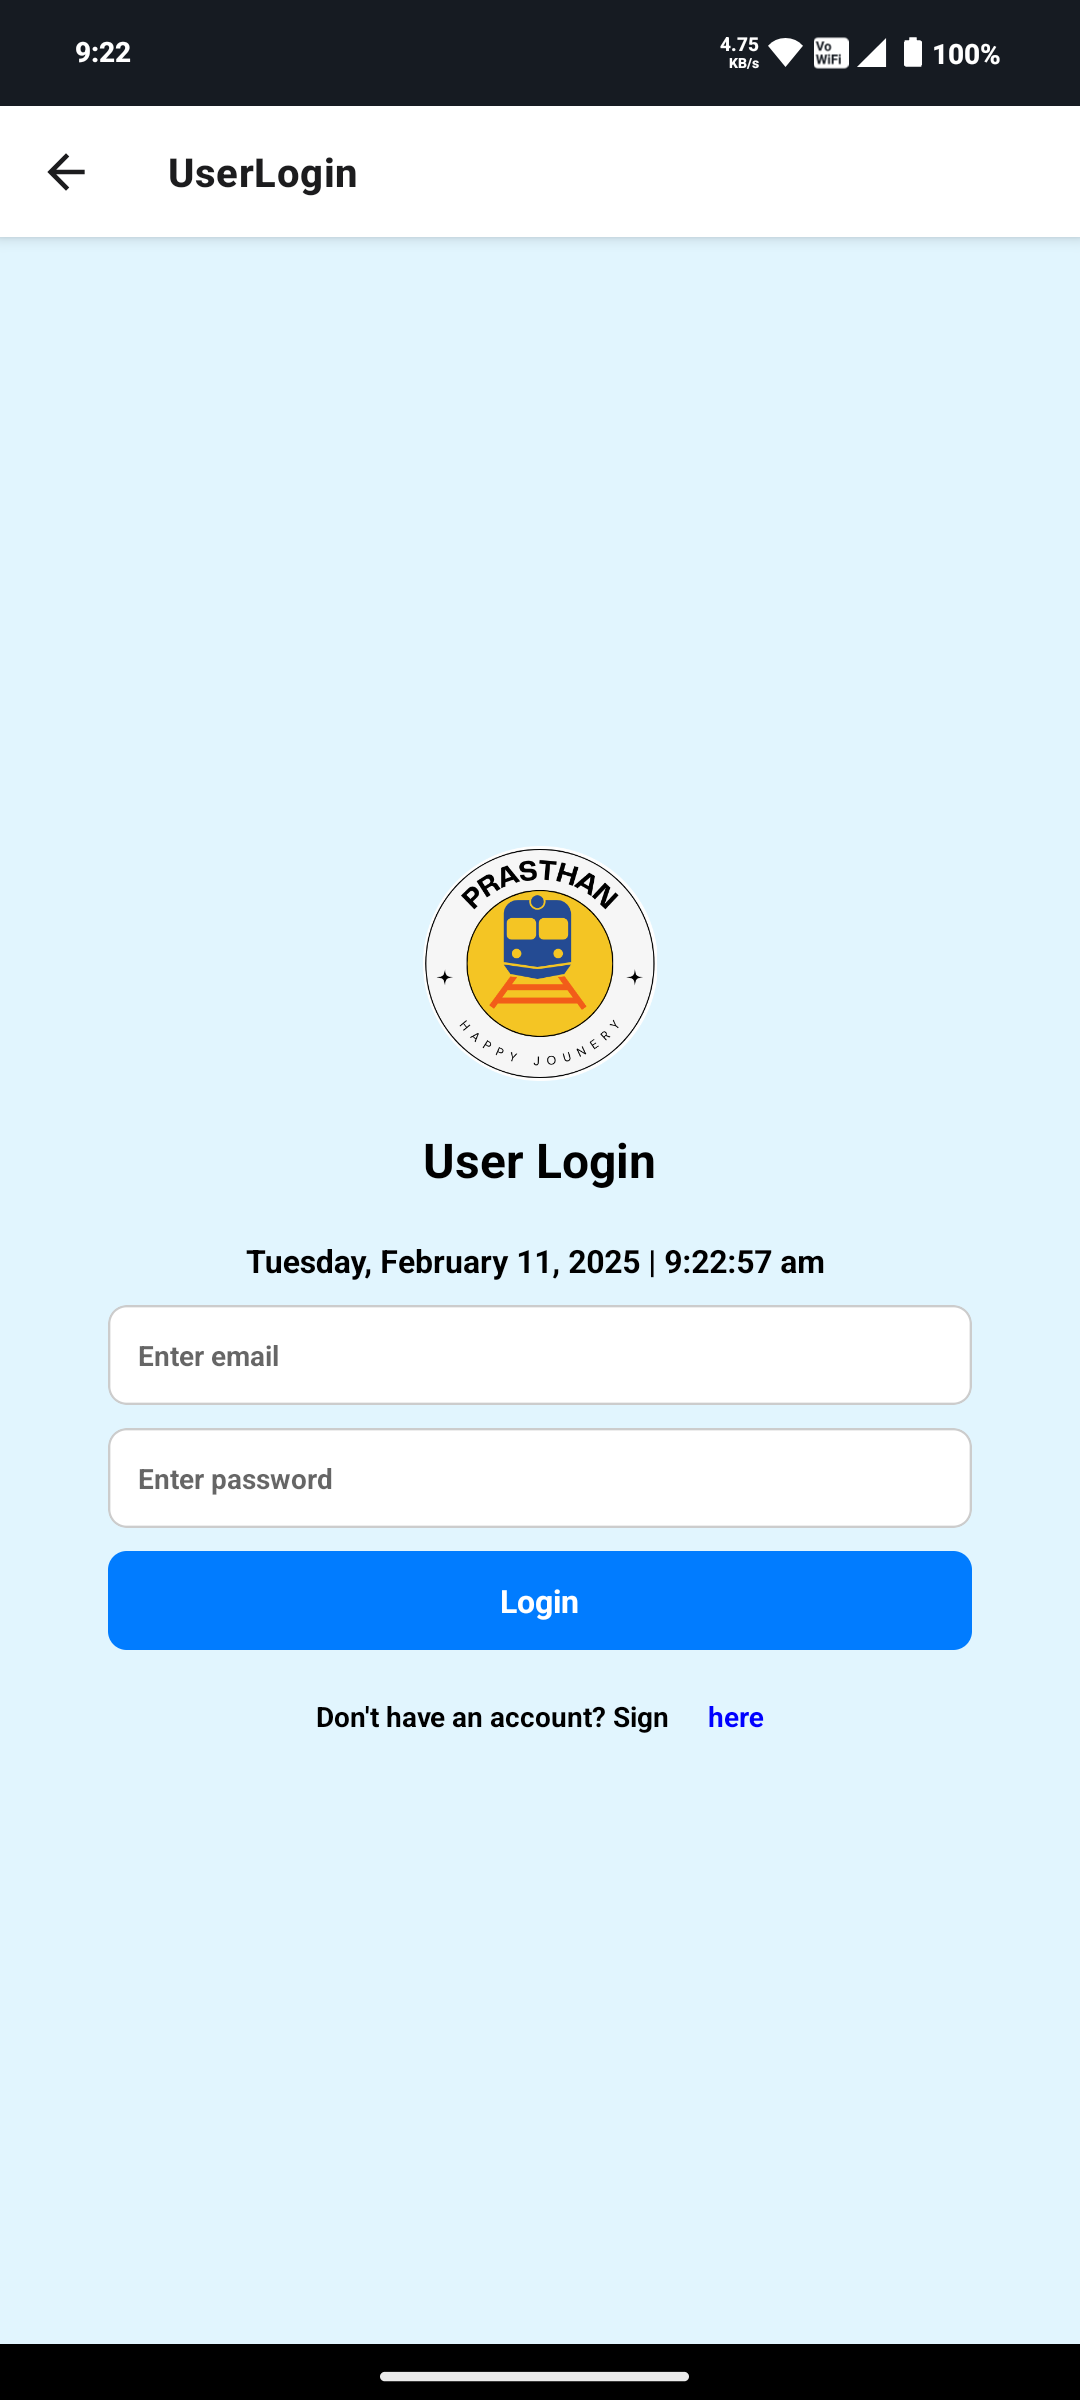 9:22
4.75
KB/s
Vo
WiFi
100%
UserLogin
PRASTHAN
HAPPY JOUNERY
User Login
Tuesday, February 11, 2025 | 9:22:57 am
Enter email
Enter password
Login
Don't have an account? Sign here